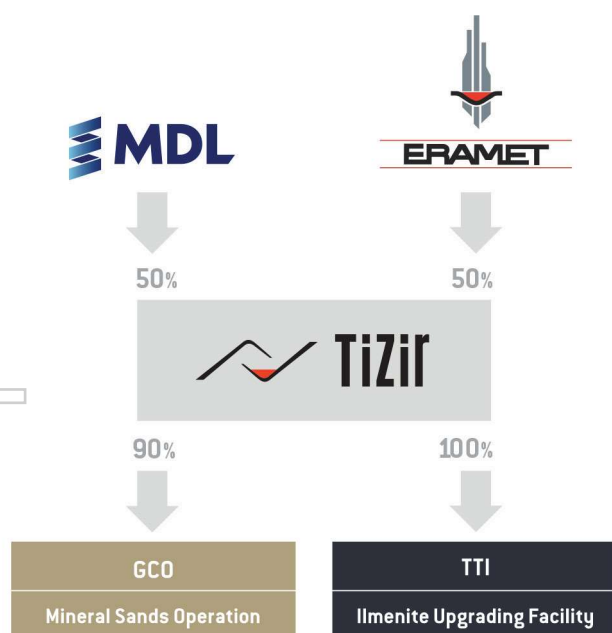 MDL
ERAMET
50%
50%
TiZir
90%
100%
GCO
Mineral Sands Operation
TTI
Ilmenite Upgrading Facility